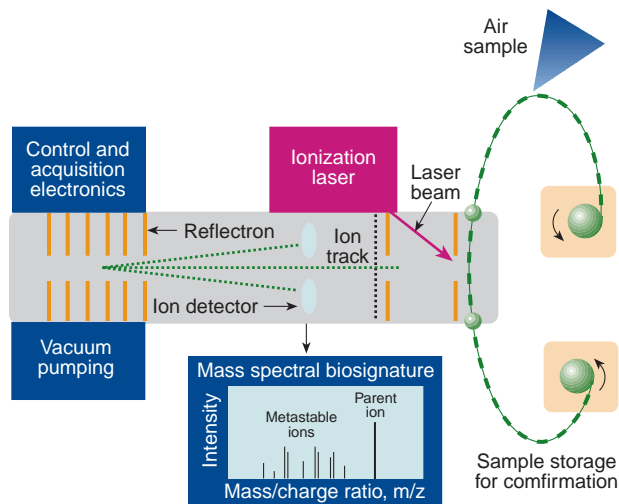 Air
sample
Control and
acquisition
electronics
Ionization
laser
Laser
beam
Reflectron
Ion
track
Ion detector
Vacuum
pumping
Mass spectral biosignature
Intensity
Metastable
ions
Parent
ion
Mass/charge ratio, m/z
Sample storage
for comfirmation